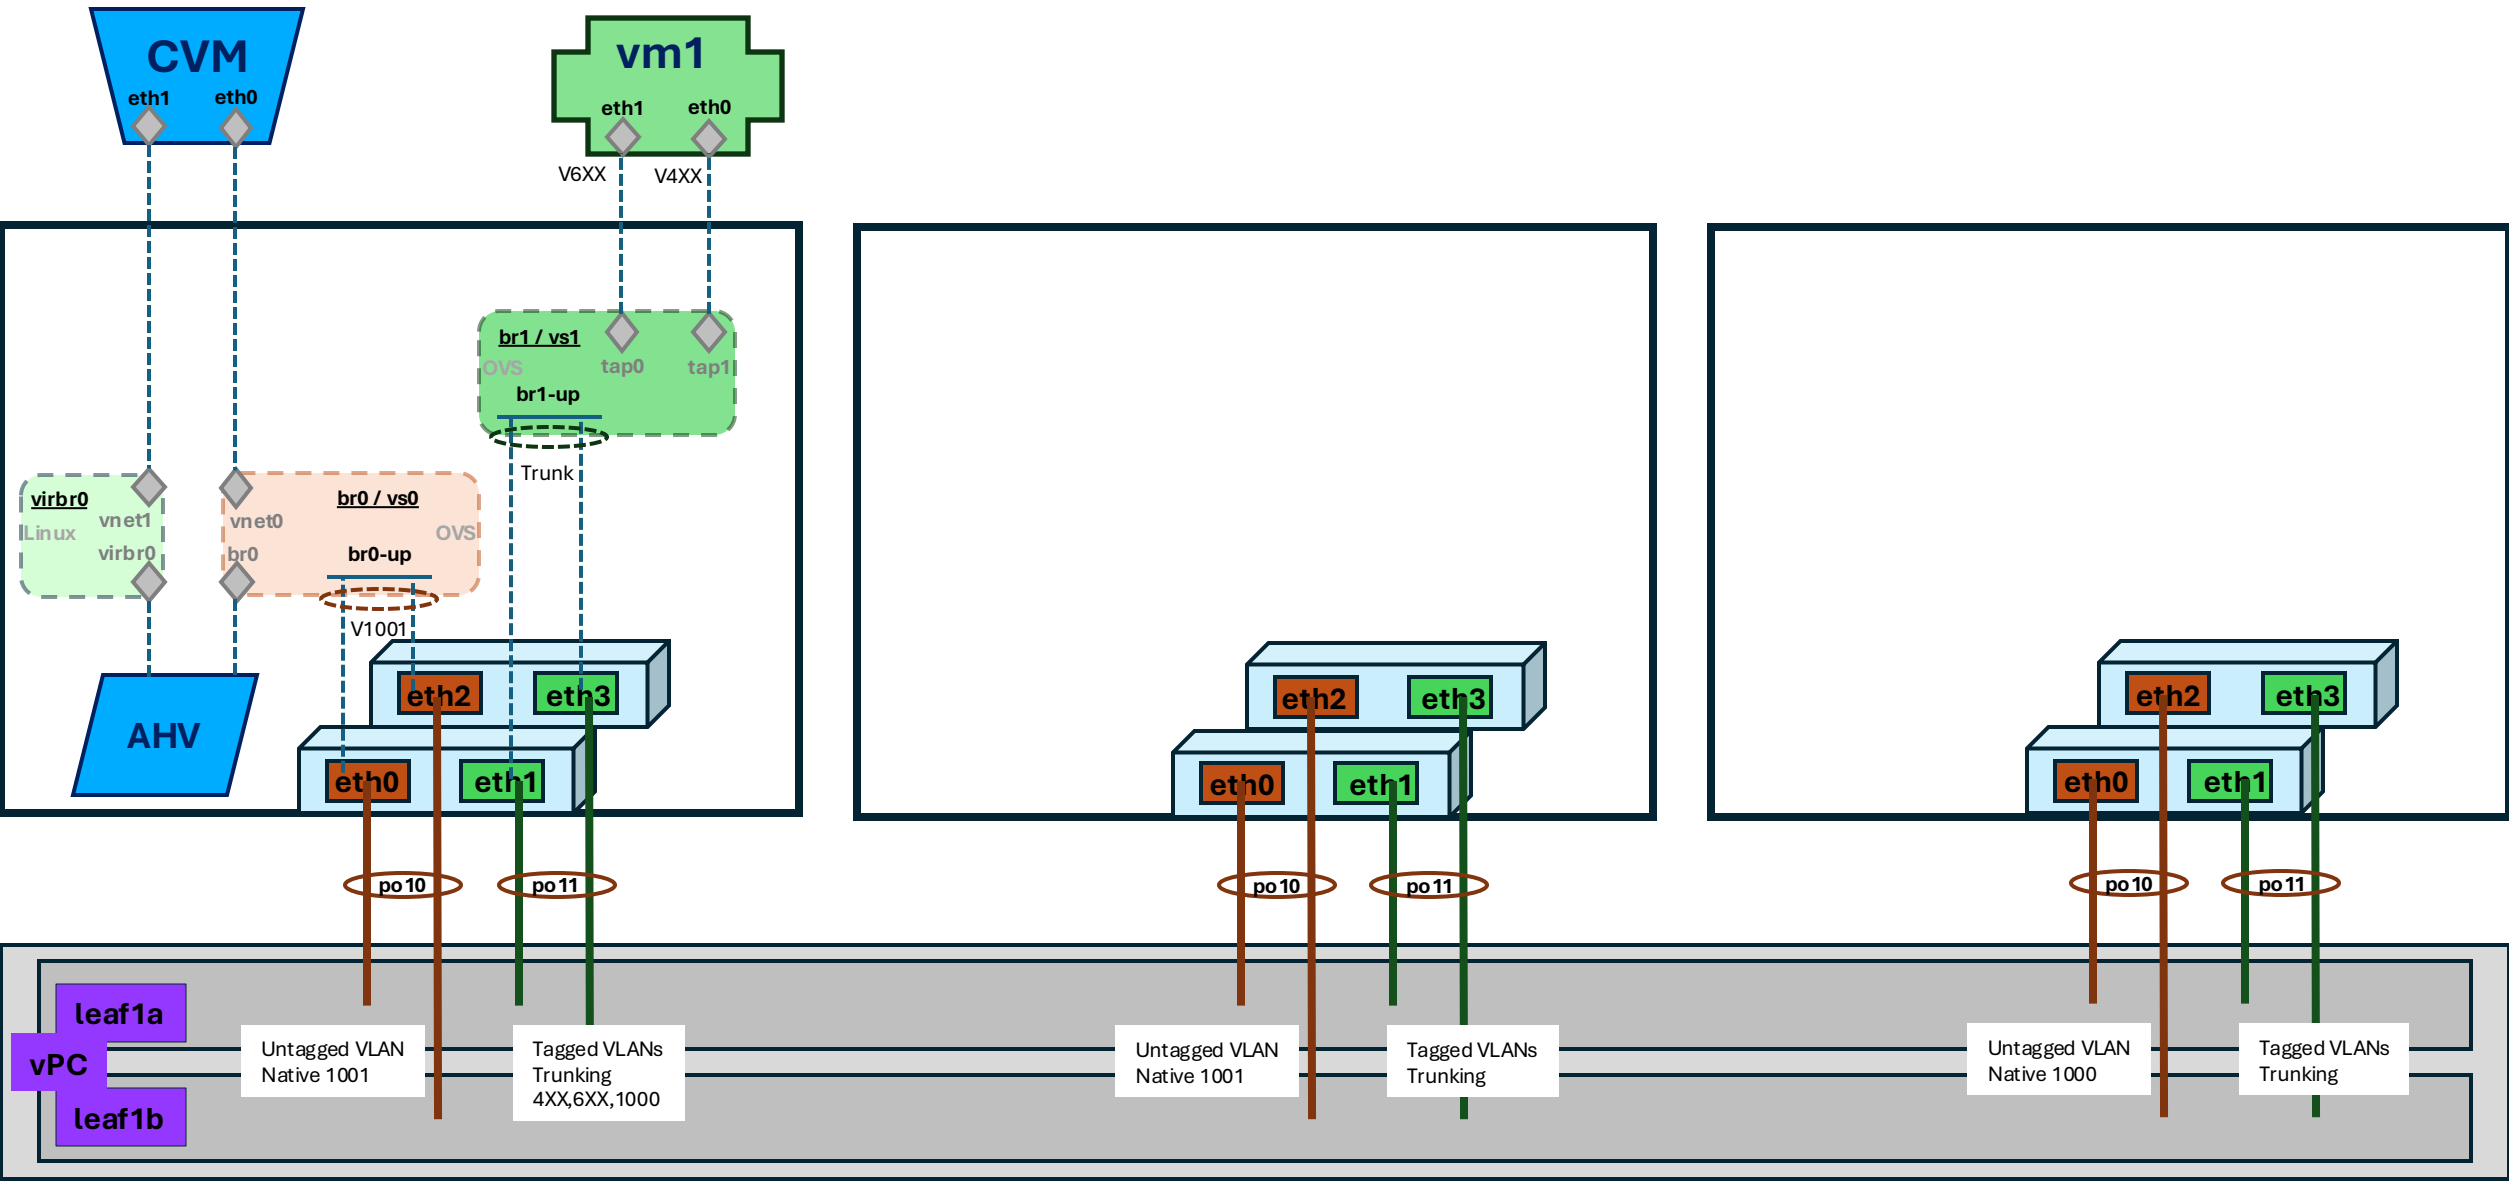 CVM
eth1
eth0
vm1
eth1
eth0
V6XX
V4XX
br1 / vs1
OVS
tap0
tap1
br1-up
Trunk
virbr0
Linux
vnet1
virbr0
br0 / vs0
vnet0
OVS
br0
br0-up
V1001
AHV
eth2
eth3
eth0
eth1
eth2
eth3
eth0
eth1
eth2
eth3
eth0
eth1
po10
po11
po10
po11
po10
po11
leaf1a
vPC
leaf1b
Untagged VLAN
Native 1001
Tagged VLANs
Trunking
4XX,6XX,1000
Untagged VLAN
Native 1001
Tagged VLANs
Trunking
Untagged VLAN
Native 1000
Tagged VLANs
Trunking